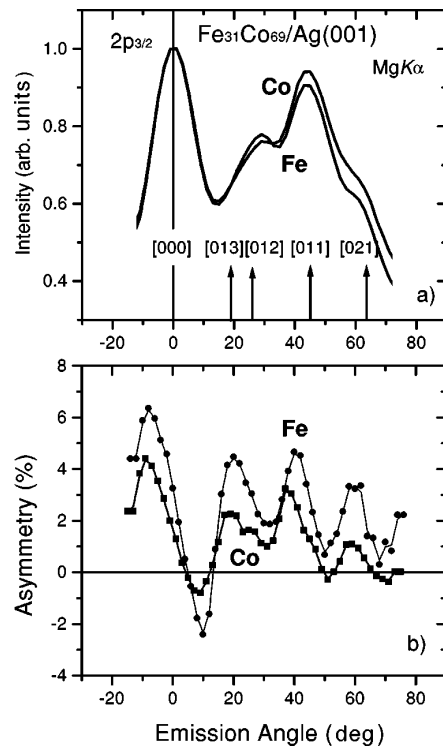 2p3/2 Fe31Co69/Ag(001)
MgKα
1.0
0.8
0.6
0.4
Intensity (arb. units)
Co
Fe
[000] [013] [012] [011] [021]
a)
-20 0 20 40 60 80
8
6
4
2
0
-2
-4
Asymmetry (%)
Fe
Co
b)
-20 0 20 40 60 80
Emission Angle (deg)